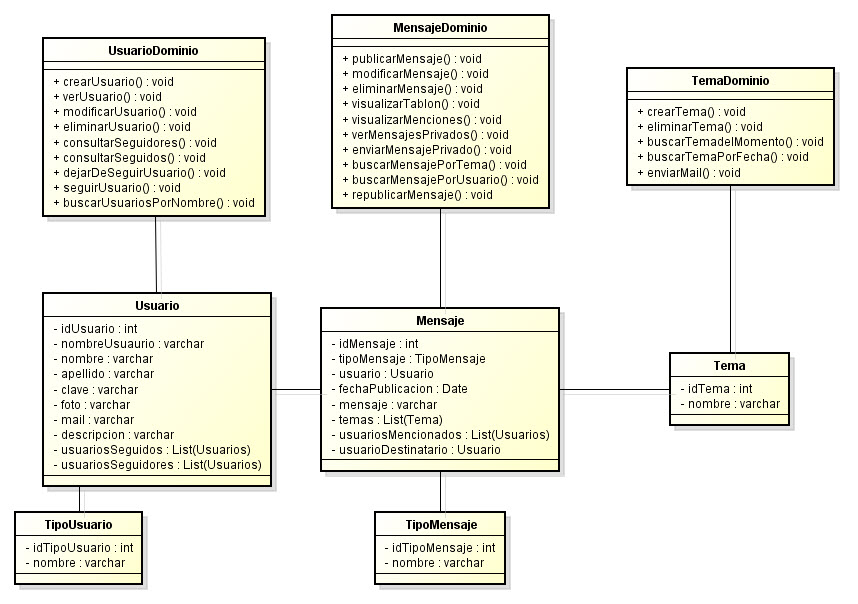 UsuarioDominio
+ crearUsuario() : void
+ verUsuario() : void
+ modificarUsuario() : void
+ eliminarUsuario() : void
+ consultarSeguidores() : void
+ consultarSeguidos() : void
+ dejarDeSeguirUsuario() : void
+ seguirUsuario() : void
+ buscarUsuariosPorNombre() : void
MensajeDominio
+ publicarMensaje() : void
+ modificarMensaje() : void
+ eliminarMensaje() : void
+ visualizarTablon() : void
+ visualizarMenciones() : void
+ verMensajesPrivados() : void
+ enviarMensajePrivado() : void
+ buscarMensajePorTema() : void
+ buscarMensajePorUsuario() : void
+ republicarMensaje() : void
TemaDominio
+ crearTema() : void
+ eliminarTema() : void
+ buscarTemadelMomento() : void
+ buscarTemaPorFecha() : void
+ enviarMail() : void
Usuario
- idUsuario : int
- nombreUsuaurio : varchar
- nombre : varchar
- apellido : varchar
- clave : varchar
- foto : varchar
- mail : varchar
- descripcion : varchar
- usuariosSeguidos : List(Usuarios)
- usuariosSeguidores : List(Usuarios)
Mensaje
- idMensaje : int
- tipoMensaje : TipoMensaje
- usuario : Usuario
- fechaPublicacion : Date
- mensaje : varchar
- temas : List(Tema)
- usuariosMencionados : List(Usuarios)
- usuarioDestinatario : Usuario
Tema
- idTema : int
- nombre : varchar
TipoUsuario
- idTipoUsuario : int
- nombre : varchar
TipoMensaje
- idTipoMensaje : int
- nombre : varchar